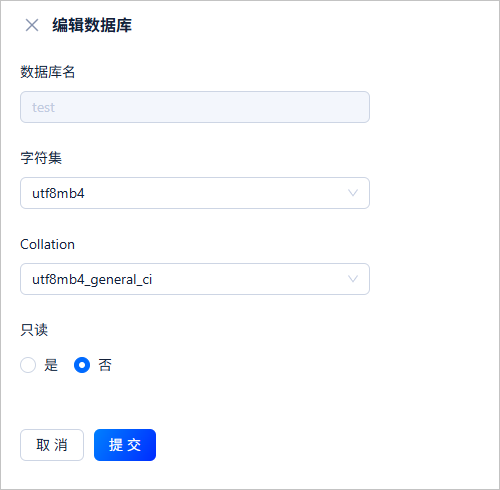 编辑数据库
数据库名
test
字符集
utf8mb4
Collation
utf8mb4_general_ci
只读
是 否
取消 提交